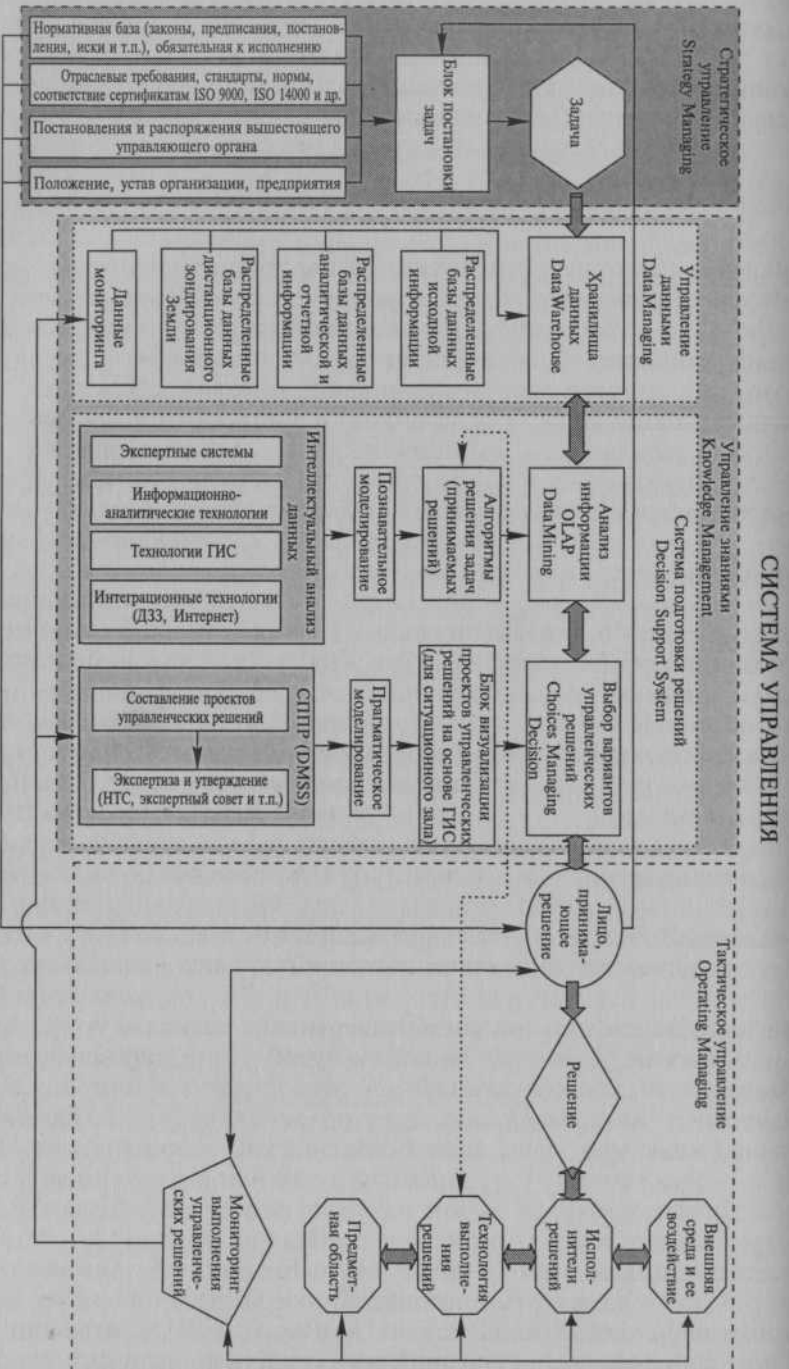 СИСТЕМА УПРАВЛЕНИЯ
Стратегическое
управление
Strategy Managing
Задача
Блок постановки
задач
Нормативная база (законы, предписания, постанов-
ления, иски и т.п.), обязательная к исполнению
Отраслевые требования, стандарты, нормы,
соответствие сертификатам ISO 9000, ISO 14000 и др.
Постановления и распоряжения вышестоящего
управляющего органа
Положение, устав организации, предприятия
Управление знаниями
Knowledge Management
Управление
данными
DataManaging
Хранилища
данных
DataWarehouse
Распределенные
базы данных
исходной
информации
Распределенные
базы данных
аналитической и
отчетной
информации
Распределенные
базы данных
дистанционного
зондирования
Земли
Данные
мониторинга
Система подготовки решений
Decision Support System
Анализ
информации
OLAP
DataMining
Алгоритмы
решения задач
(принимаемых
решений)
Познавательное
моделирование
Интеллектуальный анализ
данных
Экспертные системы
Информационно-
аналитические технологии
Технологии ГИС
Интеграционные технологии
(ДЗЗ, Интернет)
Выбор вариантов
управленческих
решений
Choices Managing
Decision
Блок визуализации
проектов управленческих
решений на основе ГИС
(для ситуационного зала)
Прагматическое
моделирование
СППР (DMSS)
Составление проектов
управленческих решений
Экспертиза и утверждение
(НТС, экспертный совет и т.п.)
Тактическое управление
Operating Managing
Лицо,
принима-
ющее
решение
Решение
Внешняя
среда и ее
воздействие
Испол-
нители
решений
Технология
выполне-
ния
решений
Предмет-
ная область
Мониторинг
выполнения
управленче-
ских решений